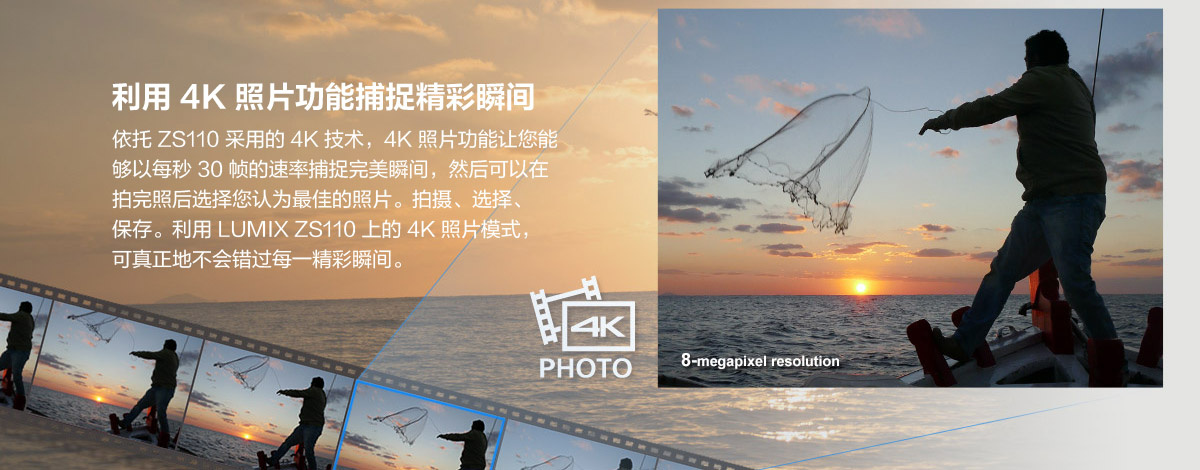 利用 4K 照片功能捕捉精彩瞬间
依托 ZS110 采用的 4K 技术，4K 照片功能让您能
够以每秒 30 帧的速率捕捉完美瞬间，然后可以在
拍完照后选择您认为最佳的照片。拍摄、选择、
保存。利用 LUMIX ZS110 上的 4K 照片模式，
可真正地不会错过每一精彩瞬间。
4K
PHOTO
8-megapixel resolution